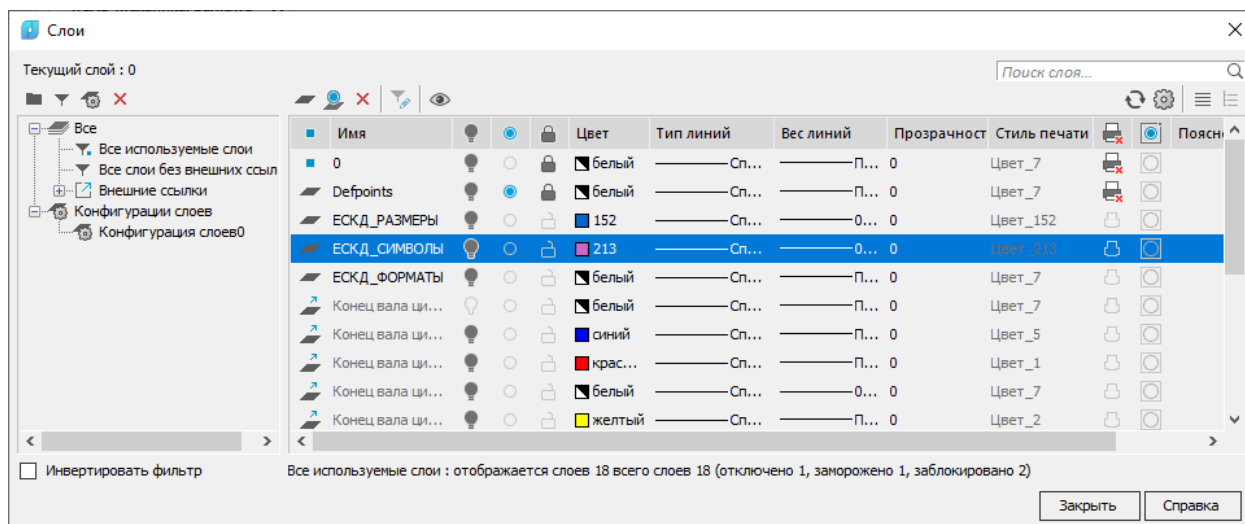 Слои
Текущий слой : 0
Поиск слоя...
Все
Все используемые слои
Все слои без внешних ссыл
Внешние ссылки
Конфигурации слоев
Конфигурация слоев0
Имя Цвет Тип линий Вес линий Прозрачност Стиль печати Поясн
0 белый Сп... П... 0 Цвет_7
Defpoints белый Сп... П... 0 Цвет_7
ЕСКД_РАЗМЕРЫ 152 Сп... 0... 0 Цвет_152
ЕСКД_СИМВОЛЫ 213 Сп... 0... 0 Цвет_213
ЕСКД_ФОРМАТЫ белый Сп... П... 0 Цвет_7
Конец вала ци... белый Сп... П... 0 Цвет_7
Конец вала ци... синий Сп... П... 0 Цвет_5
Конец вала ци... крас... Сп... П... 0 Цвет_1
Конец вала ци... белый Сп... 0... 0 Цвет_7
Конец вала ци... желтый Сп... П... 0 Цвет_2
Инвертировать фильтр
Все используемые слои : отображается слоев 18 всего слоев 18 (отключено 1, заморожено 1, заблокировано 2)
Закрыть Справка